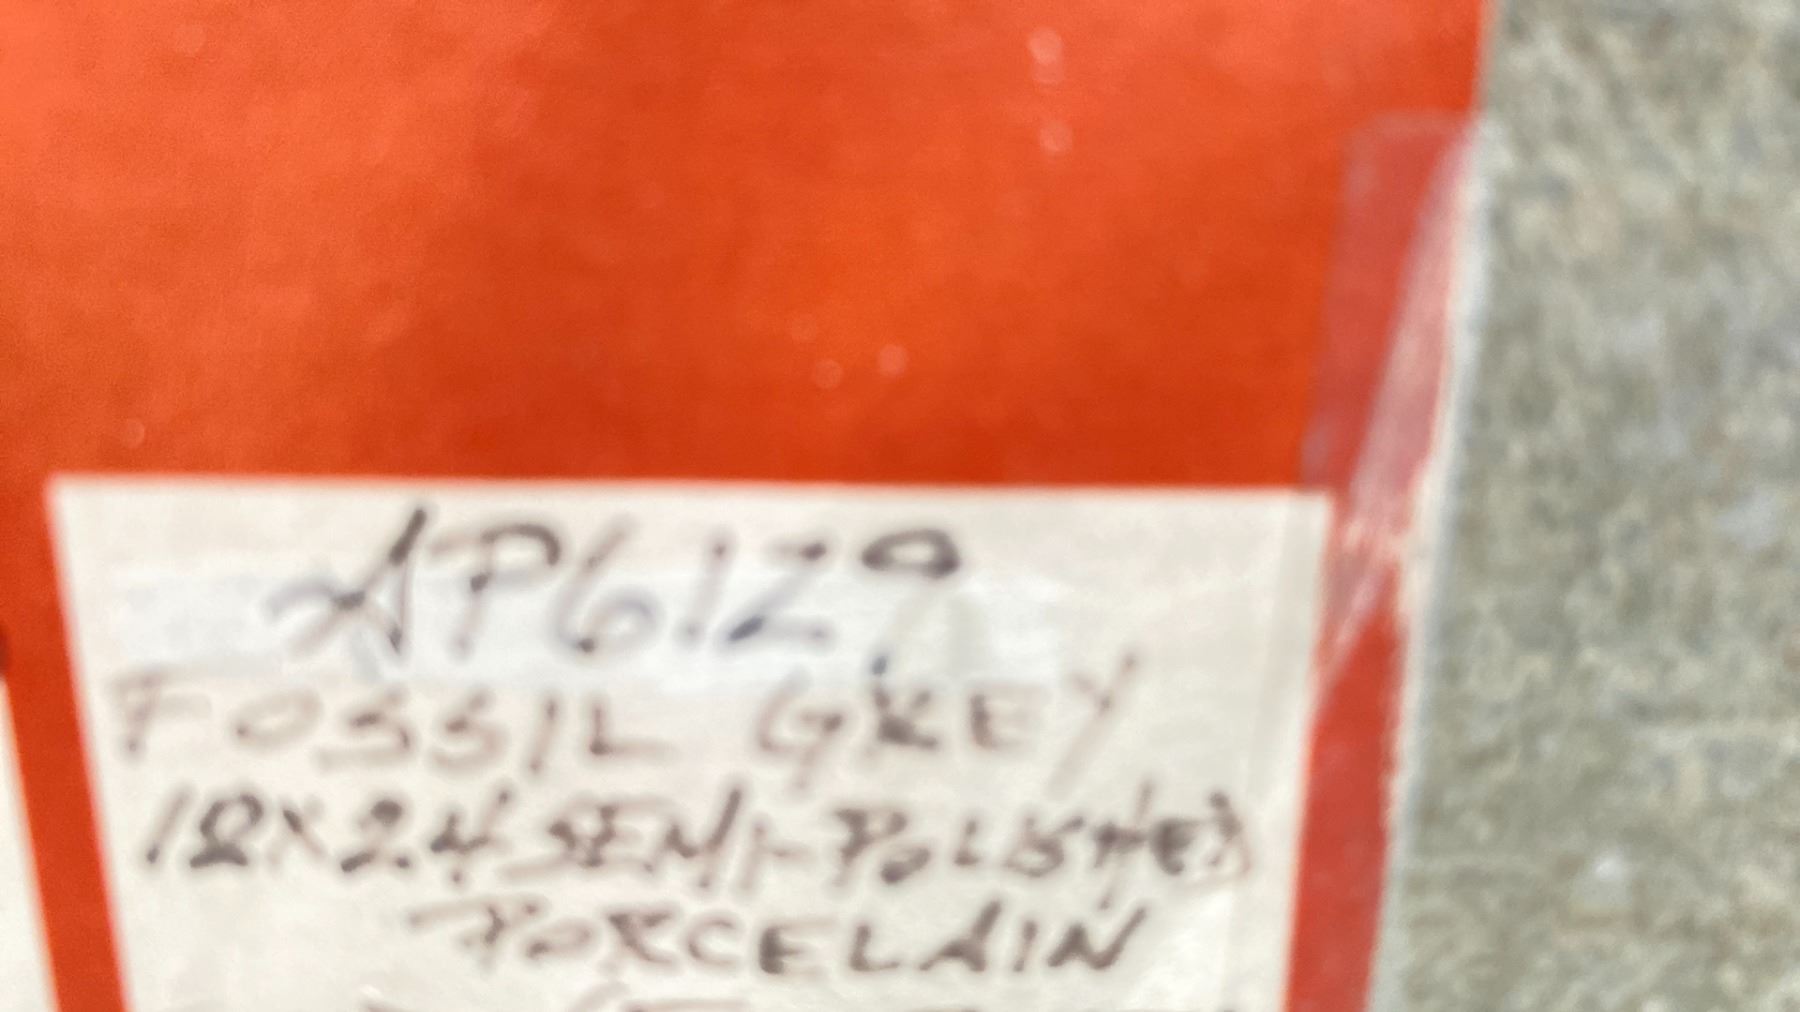 AP6129
FOSSIL GREY
12X24 SEMI-POLISHED
PORCELAIN